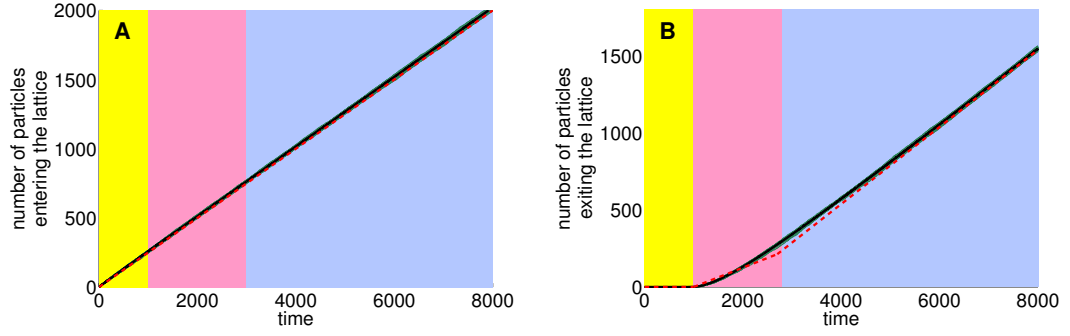 A
number of particles
entering the lattice
2000
1500
1000
500
0
0 2000 4000 6000 8000
time
B
number of particles
exiting the lattice
1500
1000
500
0
0 2000 4000 6000 8000
time